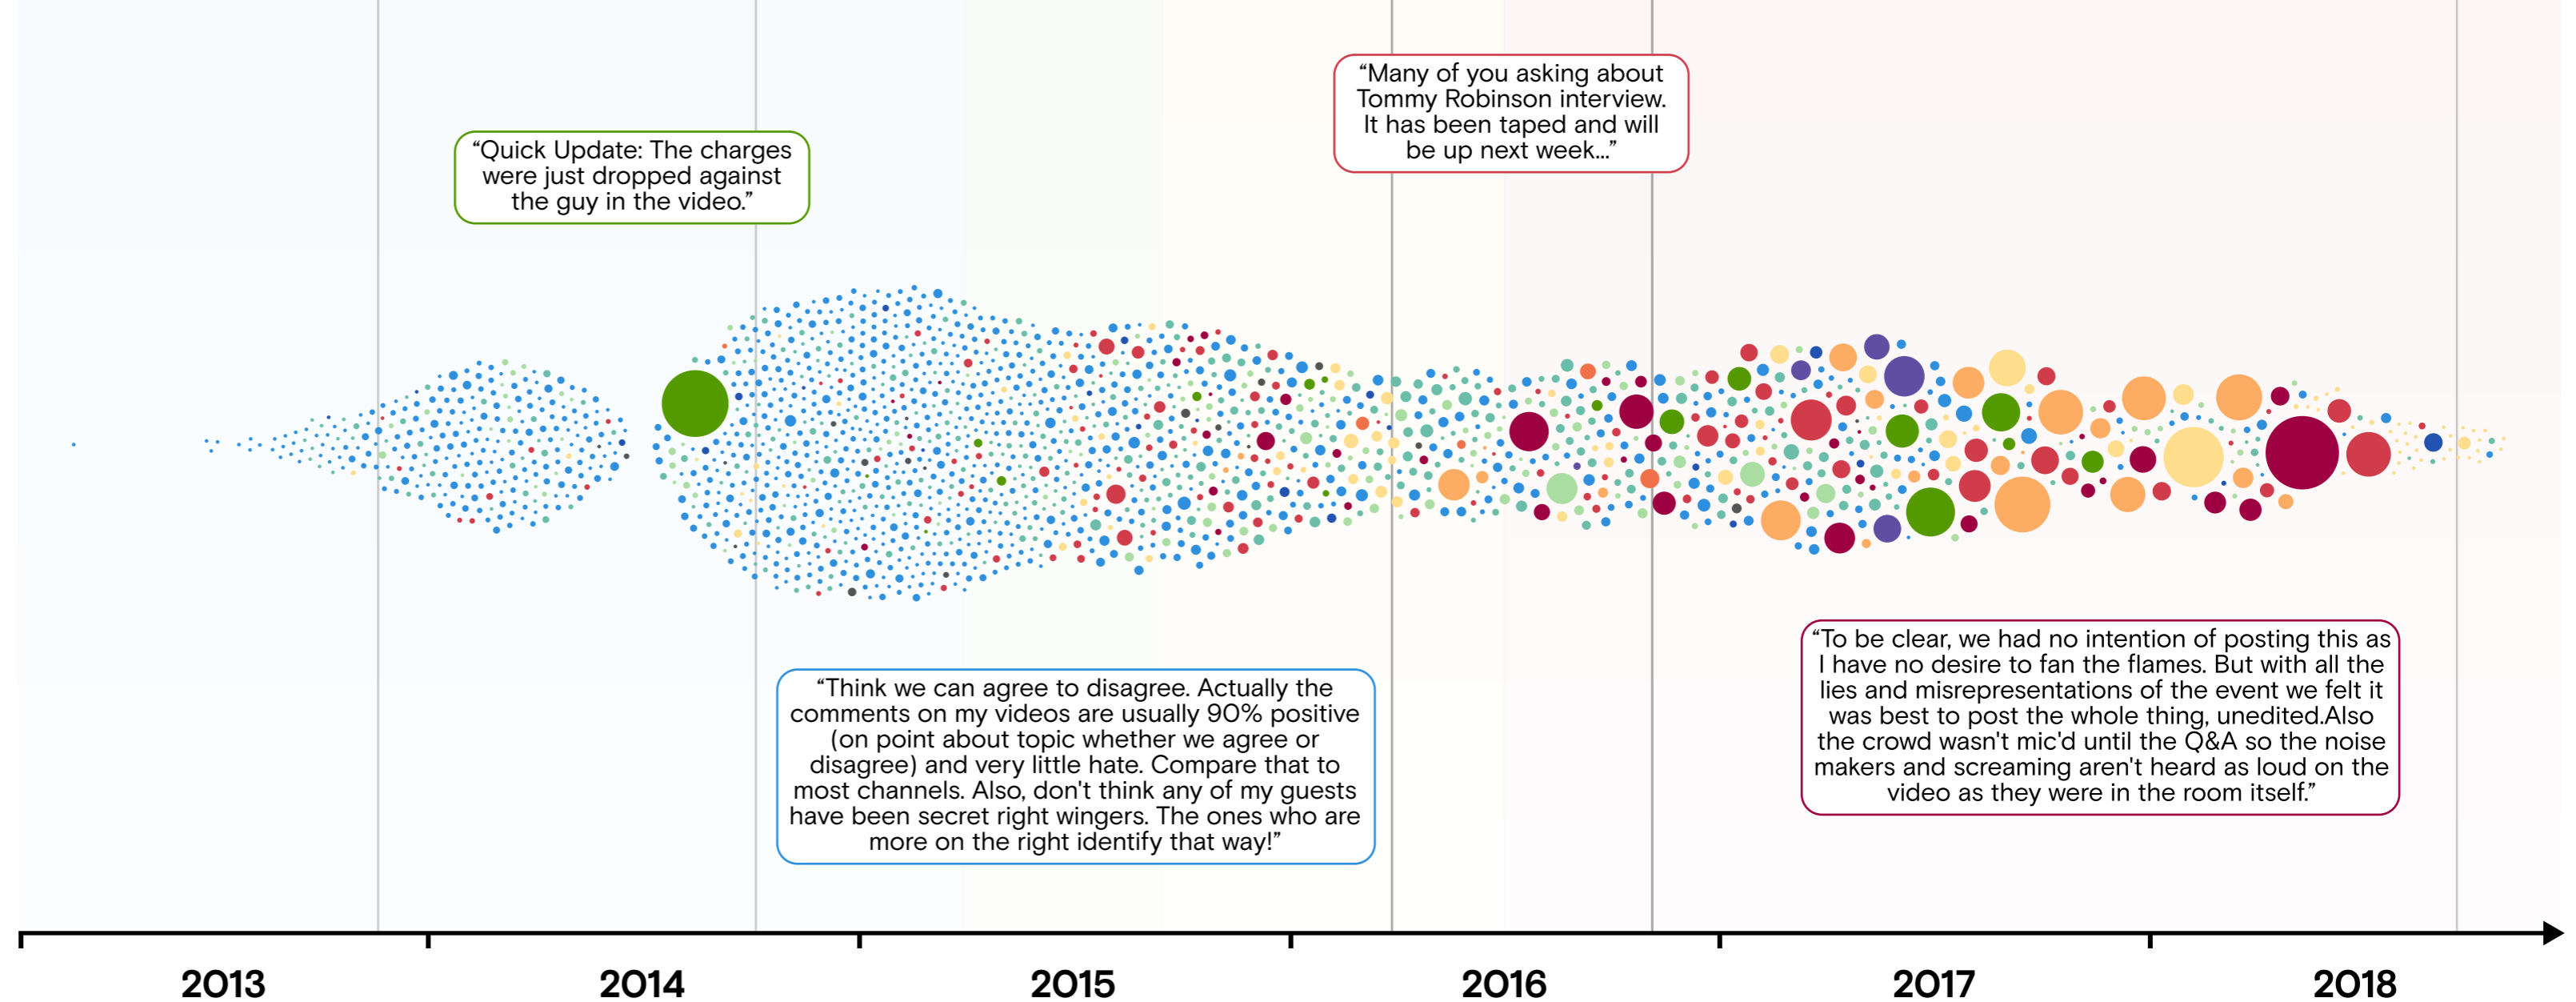 “Many of you asking about
Tommy Robinson interview.
It has been taped and will
be up next week...”
“Quick Update: The charges
were just dropped against
the guy in the video.”
“To be clear, we had no intention of posting this as
I have no desire to fan the flames. But with all the
lies and misrepresentations of the event we felt it
was best to post the whole thing, unedited.Also
the crowd wasn't mic'd until the Q&A so the noise
makers and screaming aren't heard as loud on the
video as they were in the room itself.”
“Think we can agree to disagree. Actually the
comments on my videos are usually 90% positive
(on point about topic whether we agree or
disagree) and very little hate. Compare that to
most channels. Also, don't think any of my guests
have been secret right wingers. The ones who are
more on the right identify that way!”
2013 2014 2015 2016 2017 2018